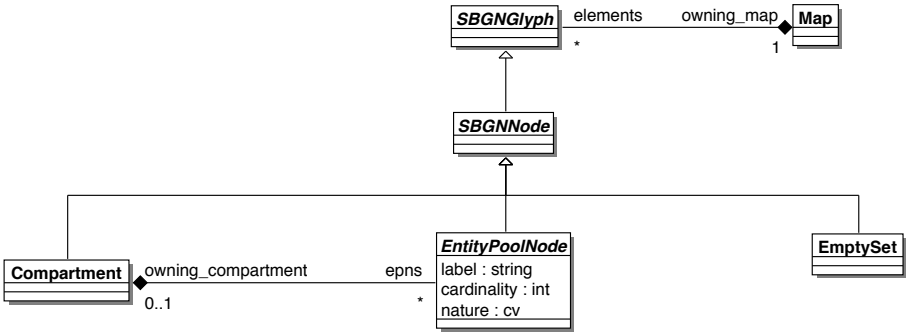 SBGNGlyph
elements
owning_map
Map
*
1
SBGNNode
EntityPoolNode
label : string
cardinality : int
nature : cv
EmptySet
Compartment
owning_compartment
epns
0..1
*